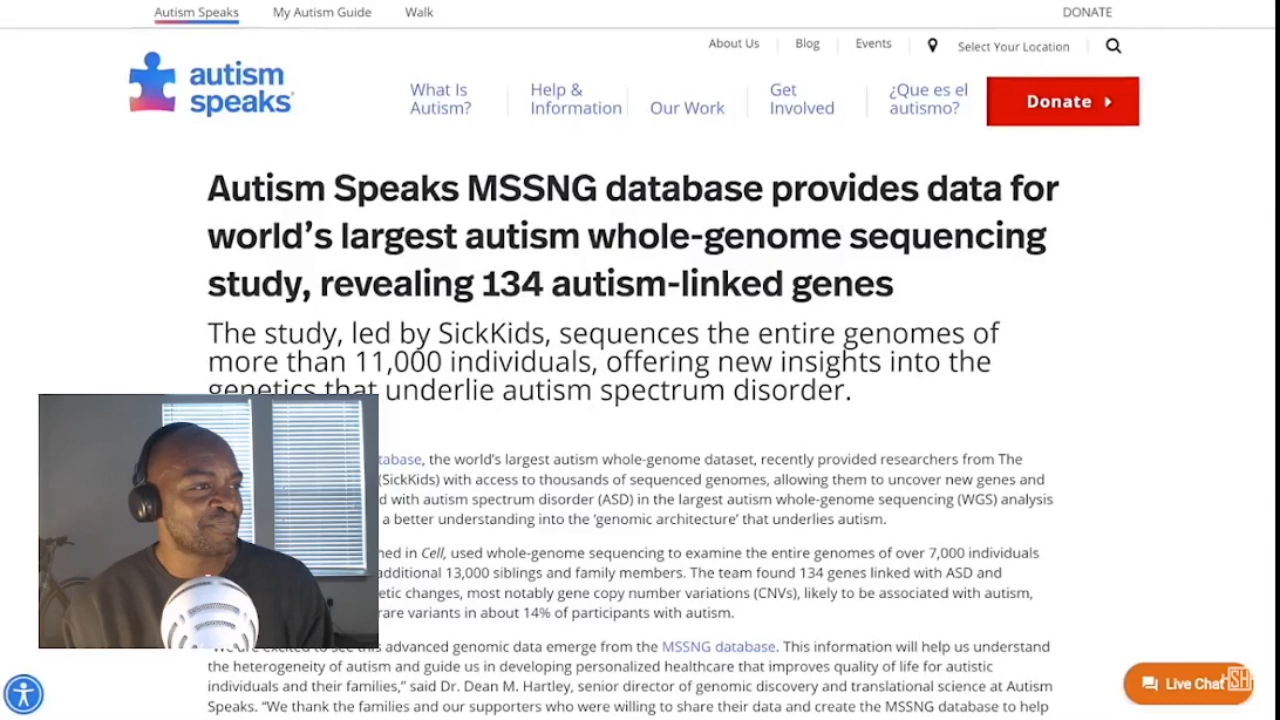 Autism Speaks My Autism Guide Walk DONATE
About Us Blog Events Select Your Location
autism
speaks
What Is
Autism?
Help &
Information
Our Work
Get
Involved
¿Que es el
autismo?
Donate
Autism Speaks MSSNG database provides data for
world's largest autism whole-genome sequencing
study, revealing 134 autism-linked genes
The study, led by SickKids, sequences the entire genomes of
more than 11,000 individuals, offering new insights into the
genetics that underlie autism spectrum disorder.
, the world's largest autism whole-genome dataset, recently provided researchers from The
(SickKids) with access to thousands of sequenced genomes, allowing them to uncover new genes and
with autism spectrum disorder (ASD) in the largest autism whole-genome sequencing (WGS) analysis
a better understanding into the 'genomic architecture' that underlies autism.
in Cell, used whole-genome sequencing to examine the entire genomes of over 7,000 individuals
additional 13,000 siblings and family members. The team found 134 genes linked with ASD and
changes, most notably gene copy number variations (CNVs), likely to be associated with autism,
rare variants in about 14% of participants with autism.
this advanced genomic data emerge from the MSSNG database. This information will help us understand
the heterogeneity of autism and guide us in developing personalized healthcare that improves quality of life for autistic
individuals and their families," said Dr. Dean M. Hartley, senior director of genomic discovery and translational science at Autism
Speaks. "We thank the families and our supporters who were willing to share their data and create the MSSNG database to help
Live Chat
SH